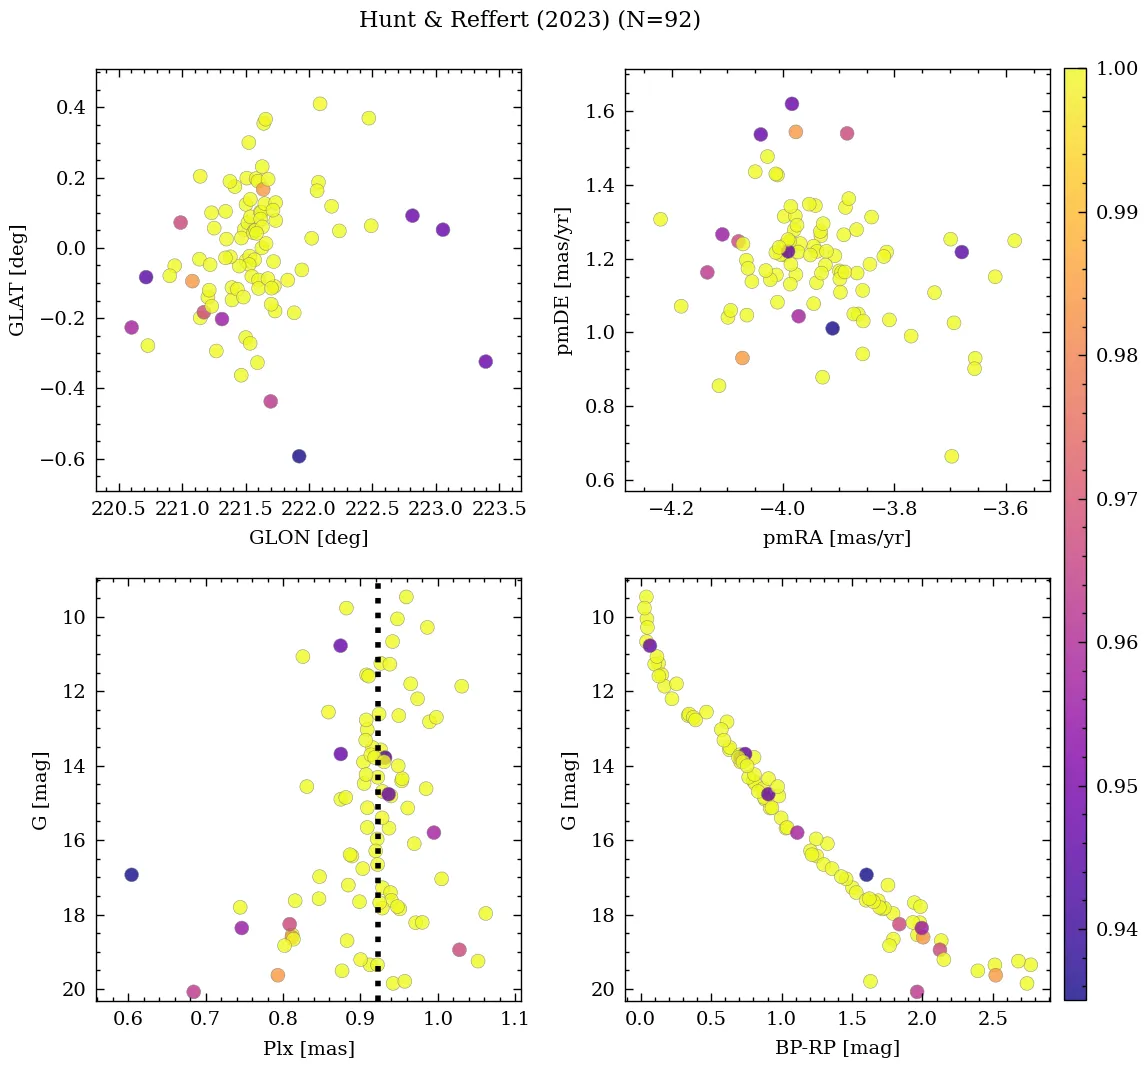 Hunt & Reffert (2023) (N=92)
0.4
0.2
0.0
−0.2
−0.4
−0.6
GLAT [deg]
220.5 221.0 221.5 222.0 222.5 223.0 223.5
GLON [deg]
1.6
1.4
1.2
1.0
0.8
0.6
pmDE [mas/yr]
−4.2 −4.0 −3.8 −3.6
pmRA [mas/yr]
1.00
0.99
0.98
0.97
0.96
0.95
0.94
10
12
14
16
18
20
G [mag]
0.6 0.7 0.8 0.9 1.0 1.1
Plx [mas]
10
12
14
16
18
20
G [mag]
0.0 0.5 1.0 1.5 2.0 2.5
BP-RP [mag]